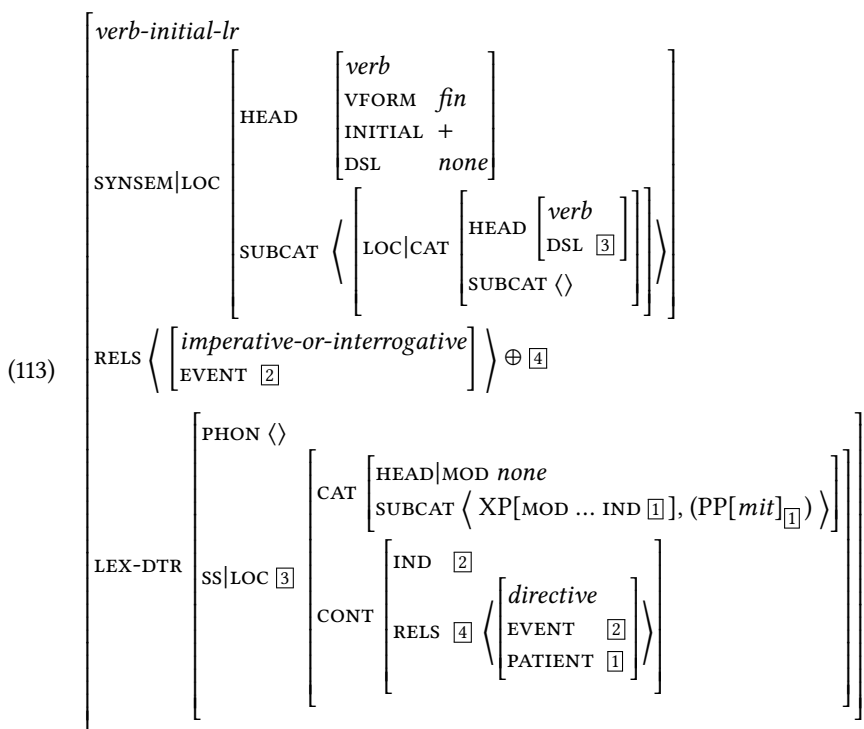 verb-initial-lr
SYNSEM|LOC
HEAD
verb
VFORM fin
INITIAL +
DSL none
SUBCAT ⟨ LOC|CAT
HEAD [verb
DSL 3]
SUBCAT ⟨⟩ ⟩
(113)
RELS ⟨ [imperative-or-interrogative
EVENT 2] ⟩ ⊕ 4
LEX-DTR
PHON ⟨⟩
SS|LOC 3
CAT
HEAD|MOD none
SUBCAT ⟨ XP[MOD ... IND 1], (PP[mit]1) ⟩
CONT
IND 2
RELS 4 ⟨ [directive
EVENT 2
PATIENT 1] ⟩